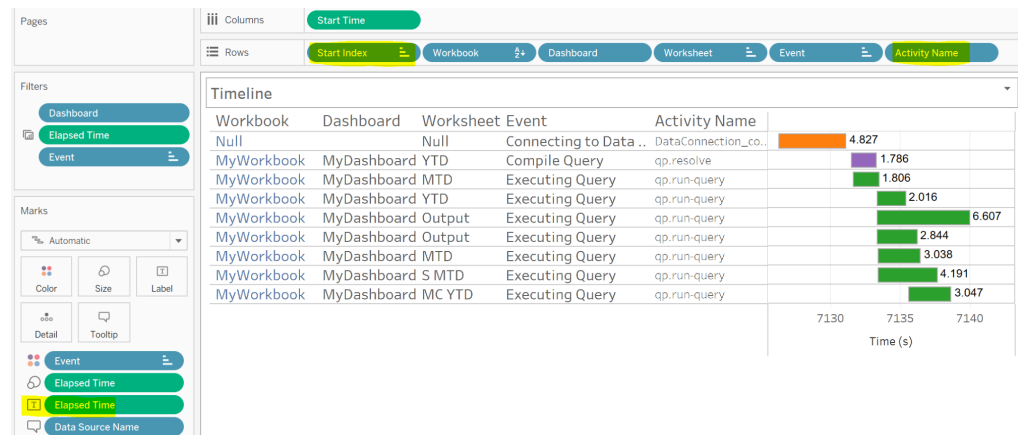 Pages
Columns Start Time
Rows Start Index Workbook Dashboard Worksheet Event Activity Name
Filters
Dashboard
Elapsed Time
Event
Marks
Automatic
Color Size Label
Detail Tooltip
Event
Elapsed Time
T Elapsed Time
Data Source Name
Timeline
Workbook Dashboard Worksheet Event Activity Name
Null Null Connecting to Data .. DataConnection_co.. 4.827
MyWorkbook MyDashboard YTD Compile Query qp.resolve 1.786
MyWorkbook MyDashboard MTD Executing Query qp.run-query 1.806
MyWorkbook MyDashboard YTD Executing Query qp.run-query 2.016
MyWorkbook MyDashboard Output Executing Query qp.run-query 6.607
MyWorkbook MyDashboard Output Executing Query qp.run-query 2.844
MyWorkbook MyDashboard MTD Executing Query qp.run-query 3.038
MyWorkbook MyDashboard S MTD Executing Query qp.run-query 4.191
MyWorkbook MyDashboard MC YTD Executing Query qp.run-query 3.047
7130 7135 7140
Time (s)